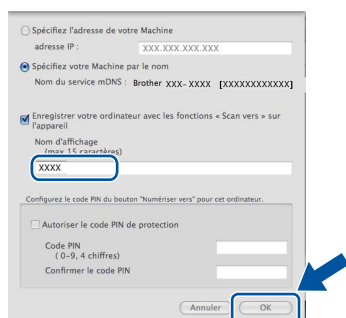 Spécifiez l'adresse de votre Machine
adresse IP : XXX.XXX.XXX.XXX
Spécifiez votre Machine par le nom
Nom du service mDNS : Brother XXX-XXXX [XXXXXXXXXXXX]
Enregistrer votre ordinateur avec les fonctions « Scan vers » sur
l'appareil
Nom d'affichage
(max 15 caractères)
XXXX
Configurez le code PIN du bouton "Numériser vers" pour cet ordinateur.
Autoriser le code PIN de protection
Code PIN
( 0-9, 4 chiffres)
Confirmer le code PIN
Annuler OK